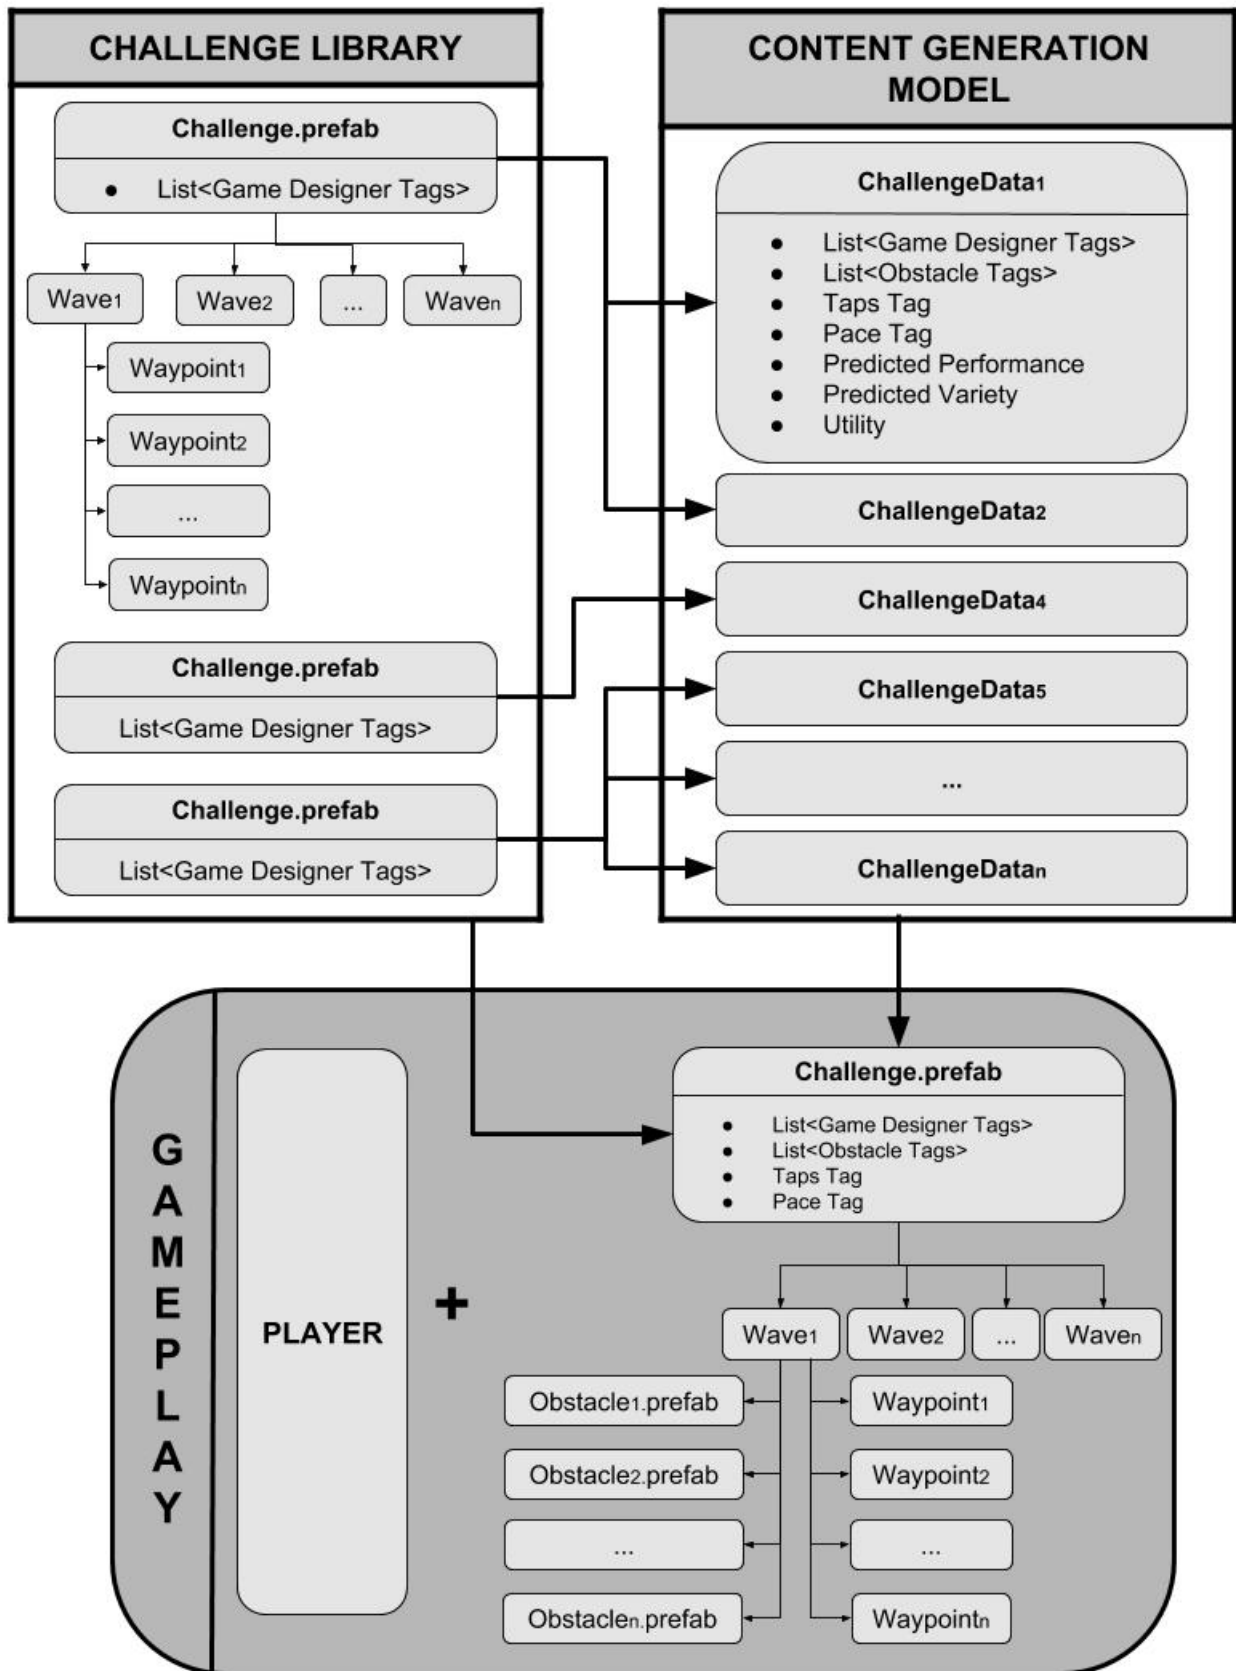 CHALLENGE LIBRARY
Challenge.prefab
● List<Game Designer Tags>
Wave1
Wave2
...
Waven
Waypoint1
Waypoint2
...
Waypointn
Challenge.prefab
List<Game Designer Tags>
Challenge.prefab
List<Game Designer Tags>
CONTENT GENERATION
MODEL
ChallengeData1
● List<Game Designer Tags>
● List<Obstacle Tags>
● Taps Tag
● Pace Tag
● Predicted Performance
● Predicted Variety
● Utility
ChallengeData2
ChallengeData4
ChallengeData5
...
ChallengeDatan
GAMEPLAY
PLAYER
+
Challenge.prefab
● List<Game Designer Tags>
● List<Obstacle Tags>
● Taps Tag
● Pace Tag
Wave1
Wave2
...
Waven
Obstacle1.prefab
Obstacle2.prefab
...
Obstaclen.prefab
Waypoint1
Waypoint2
...
Waypointn